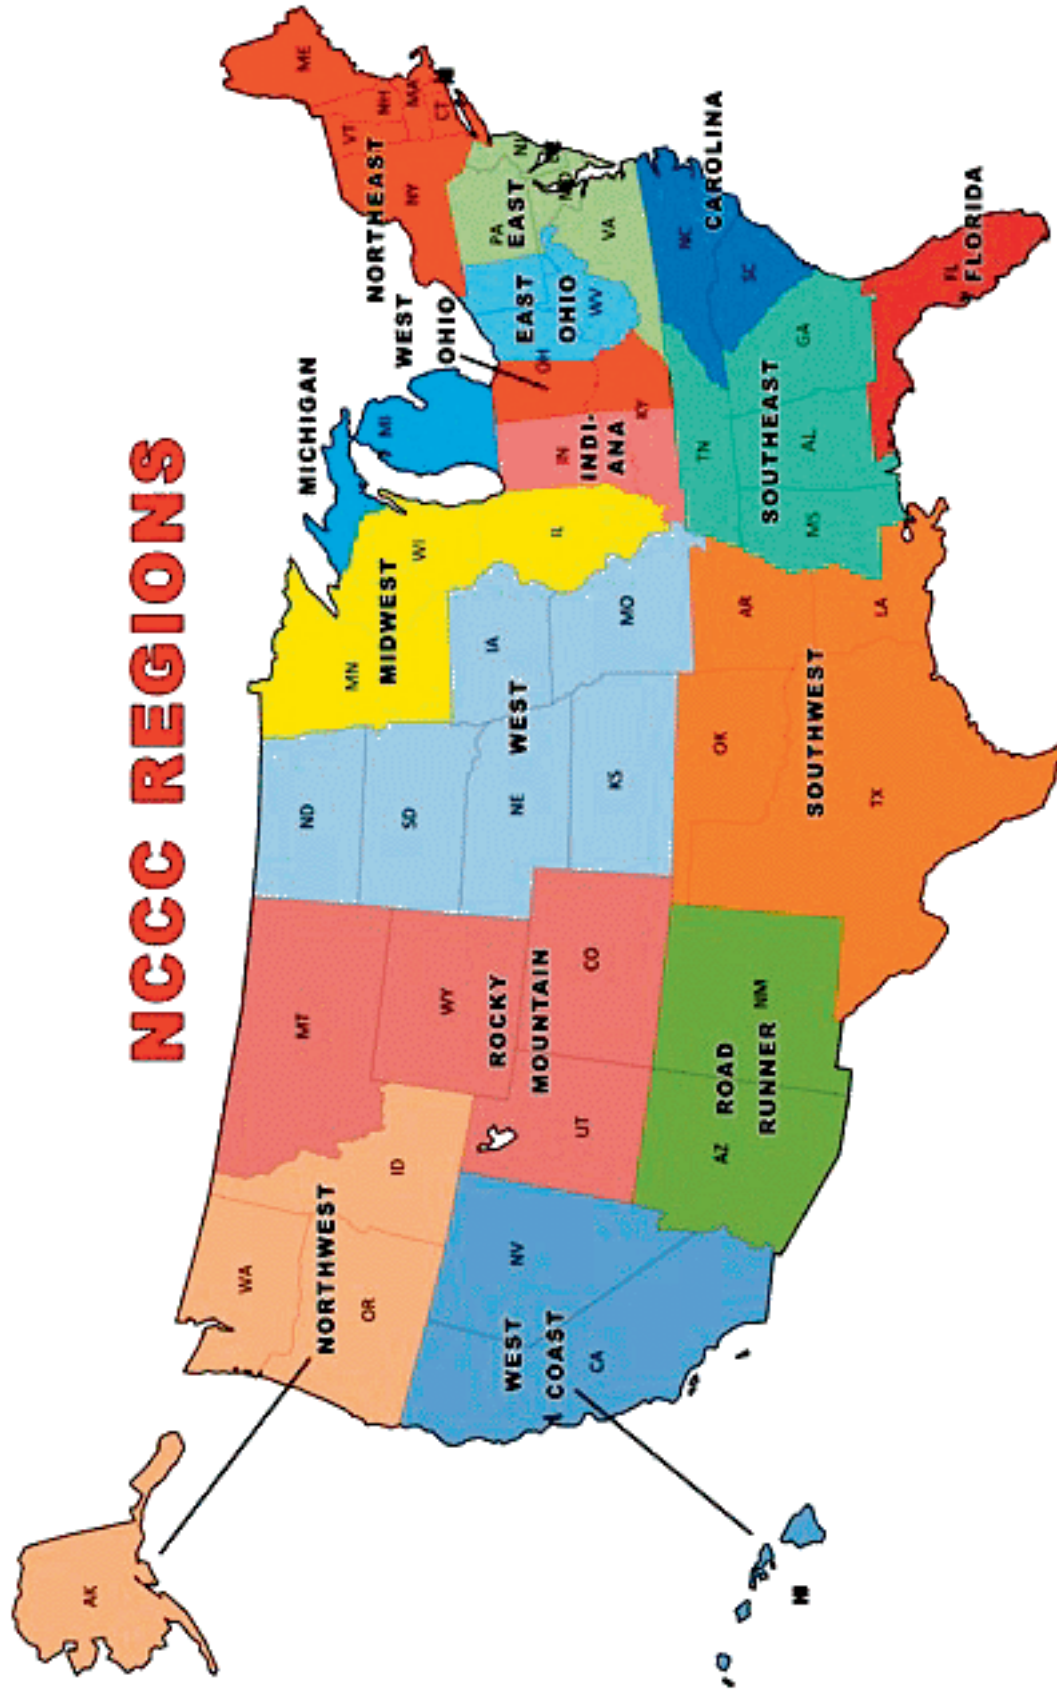 NCCC REGIONS
AK
WA
NORTHWEST
OR
ID
MT
WY
ROCKY
MOUNTAIN
UT
CO
WEST
COAST
NV
CA
HI
ROAD
RUNNER
AZ
NM
ND
SD
NE
WEST
KS
IA
MO
MN
MIDWEST
WI
IL
MICHIGAN
MI
WEST
OHIO
OH
INDI-
ANA
IN
KY
EAST
OHIO
WV
NORTHEAST
ME
VT
NH
MA
CT
NY
EAST
PA
NJ
MD
VA
CAROLINA
NC
SC
SOUTHEAST
TN
MS
AL
GA
FLORIDA
FL
SOUTHWEST
OK
AR
TX
LA